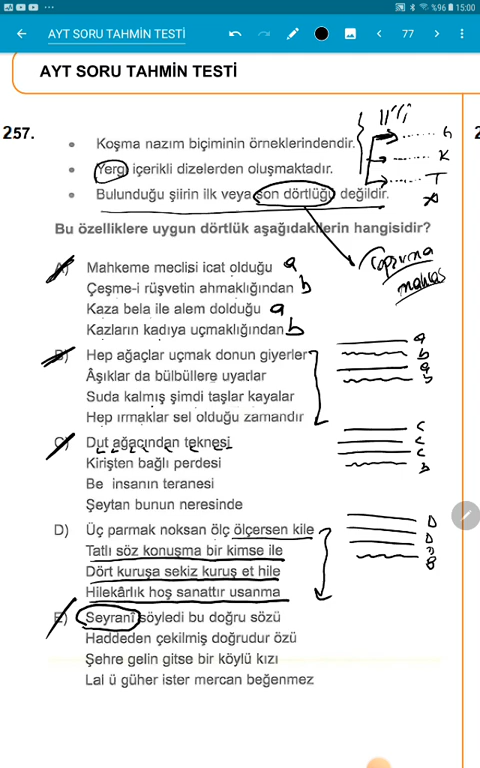 %96 15:00
AYT SORU TAHMİN TESTİ
77
AYT SORU TAHMİN TESTİ
257.
• Koşma nazım biçiminin örneklerindendir.
• Yergi içerikli dizelerden oluşmaktadır.
• Bulunduğu şiirin ilk veya son dörtlüğü değildir.
Bu özelliklere uygun dörtlük aşağıdakilerin hangisidir?
A) Mahkeme meclisi icat olduğu a
Çeşme-i rüşvetin ahmaklığından b
Kaza bela ile alem dolduğu a
Kazların kadıya uçmaklığından b
B) Hep ağaçlar uçmak donun giyerler
Âşıklar da bülbüllere uyarlar
Suda kalmış şimdi taşlar kayalar
Hep ırmaklar sel olduğu zamandır
C) Dut ağacından teknesi
Kirişten bağlı perdesi
Be insanın teranesi
Şeytan bunun neresinde
D) Üç parmak noksan ölç ölçersen kile
Tatlı söz konuşma bir kimse ile
Dört kuruşa sekiz kuruş et hile
Hilekârlık hoş sanattır usanma
E) Seyranî söyledi bu doğru sözü
Haddeden çekilmiş doğrudur özü
Şehre gelin gitse bir köylü kızı
Lal ü güher ister mercan beğenmez
11'li
K
T
mahlas
a
b
a
b
c
c
c
b
D
D
D
B